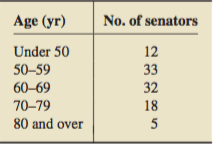 Age (yr) No. of senators
Under 50 12
50–59 33
60–69 32
70–79 18
80 and over 5